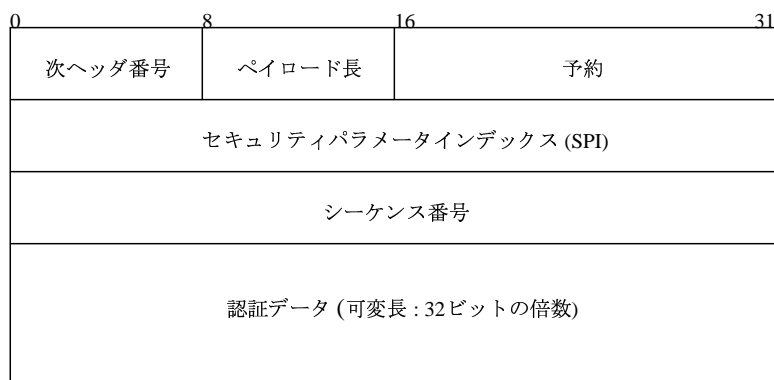 0 8 16 31
次ヘッダ番号 ペイロード長 予約
セキュリティパラメータインデックス (SPI)
シーケンス番号
認証データ (可変長 : 32ビットの倍数)